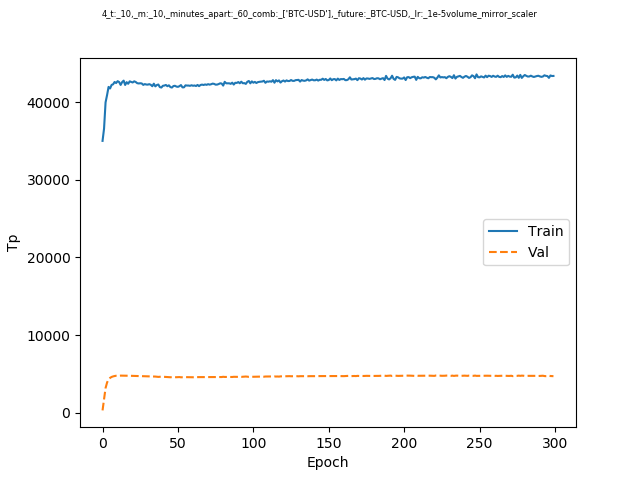 4_t:_10,_m:_10,_minutes_apart:_60_comb:_['BTC-USD'],_future:_BTC-USD,_lr:_1e-5volume_mirror_scaler
40000
30000
20000
10000
0
Tp
Train
Val
0 50 100 150 200 250 300
Epoch